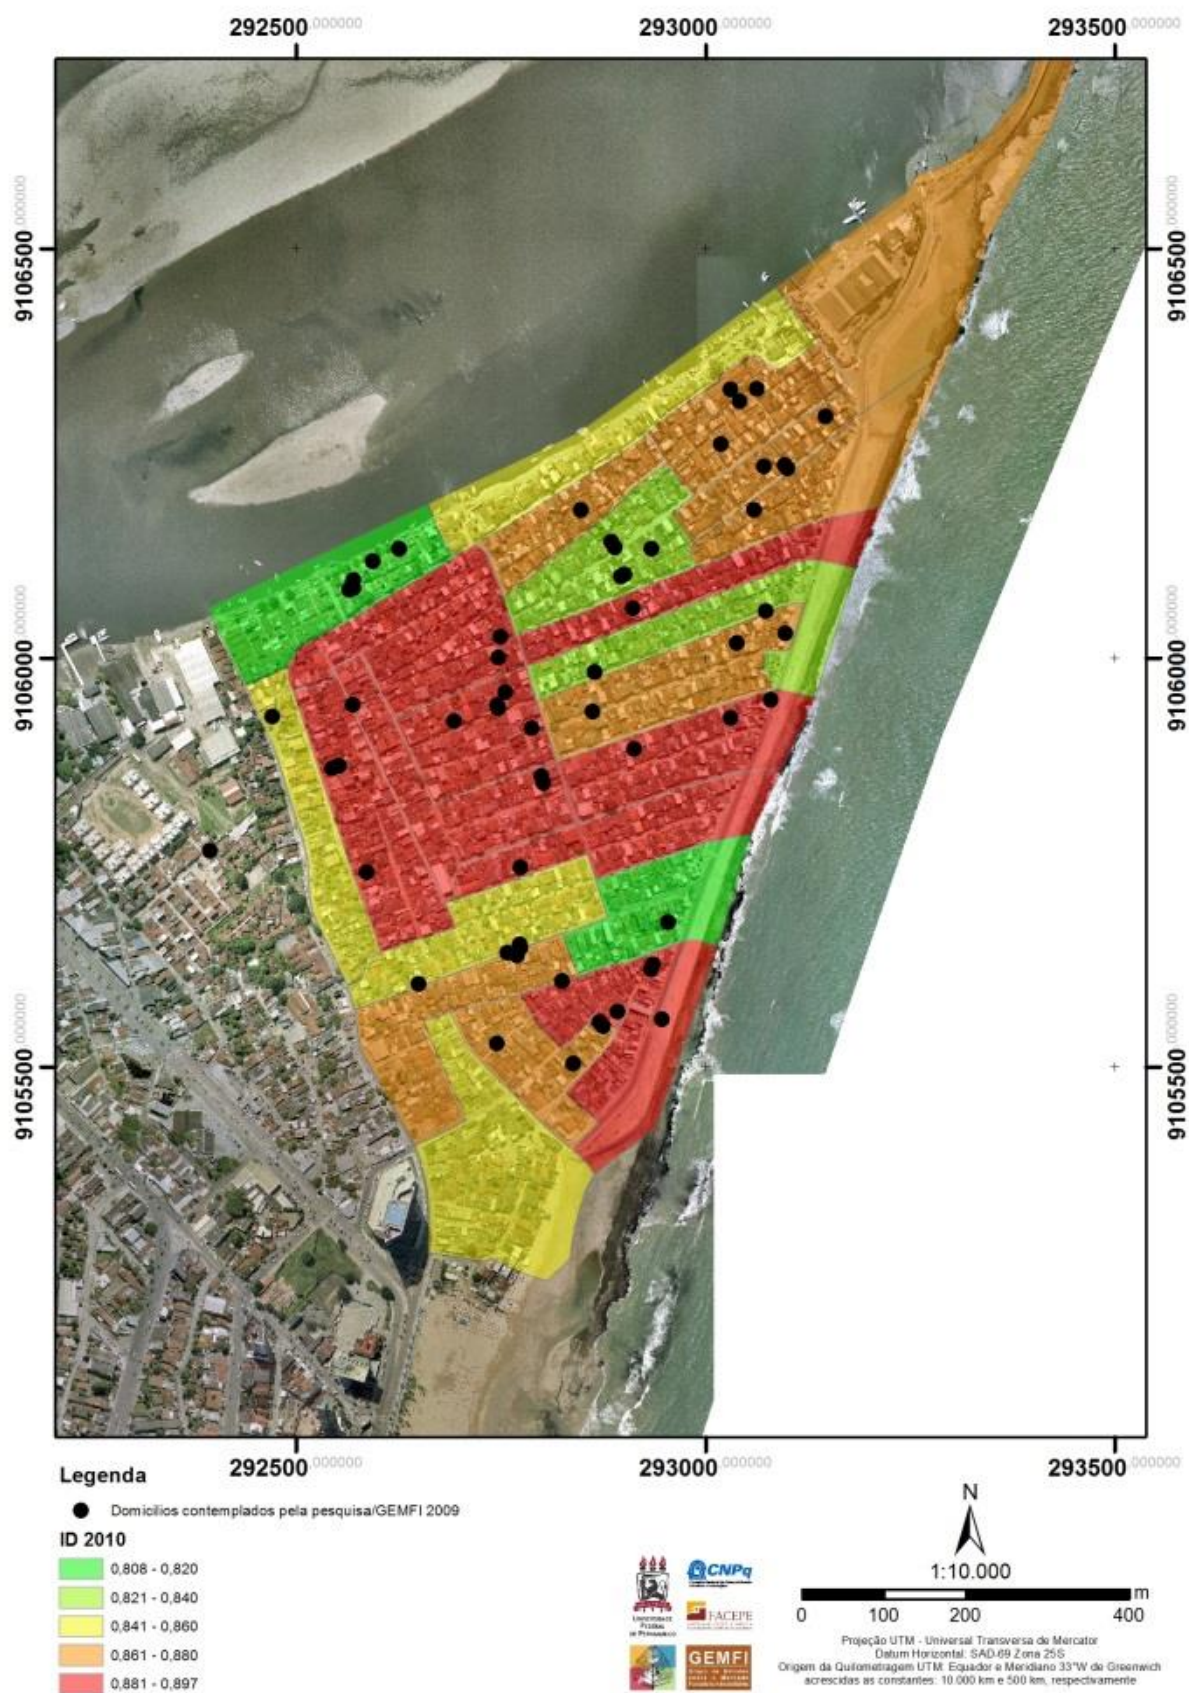 292500,000000 293000,000000 293500,000000
9106500,000000 9106500,000000
9106000,000000 9106000,000000
9105500,000000 9105500,000000
292500,000000 293000,000000 293500,000000
Legenda
Domicílios contemplados pela pesquisa/GEMFI 2009
ID 2010
0,808 - 0,820
0,821 - 0,840
0,841 - 0,860
0,861 - 0,880
0,881 - 0,897
UNIVERSIDADE
FEDERAL
DE PERNAMBUCO
CNPq
FACEPE
GEMFI
N
1:10.000
m
0 100 200 400
Projeção UTM - Universal Transversa de Mercator
Datum Horizontal: SAD-69 Zona 25S
Origem da Quilometragem UTM: Equador e Meridiano 33°W de Greenwich
acrescidas as constantes: 10.000 km e 500 km, respectivamente